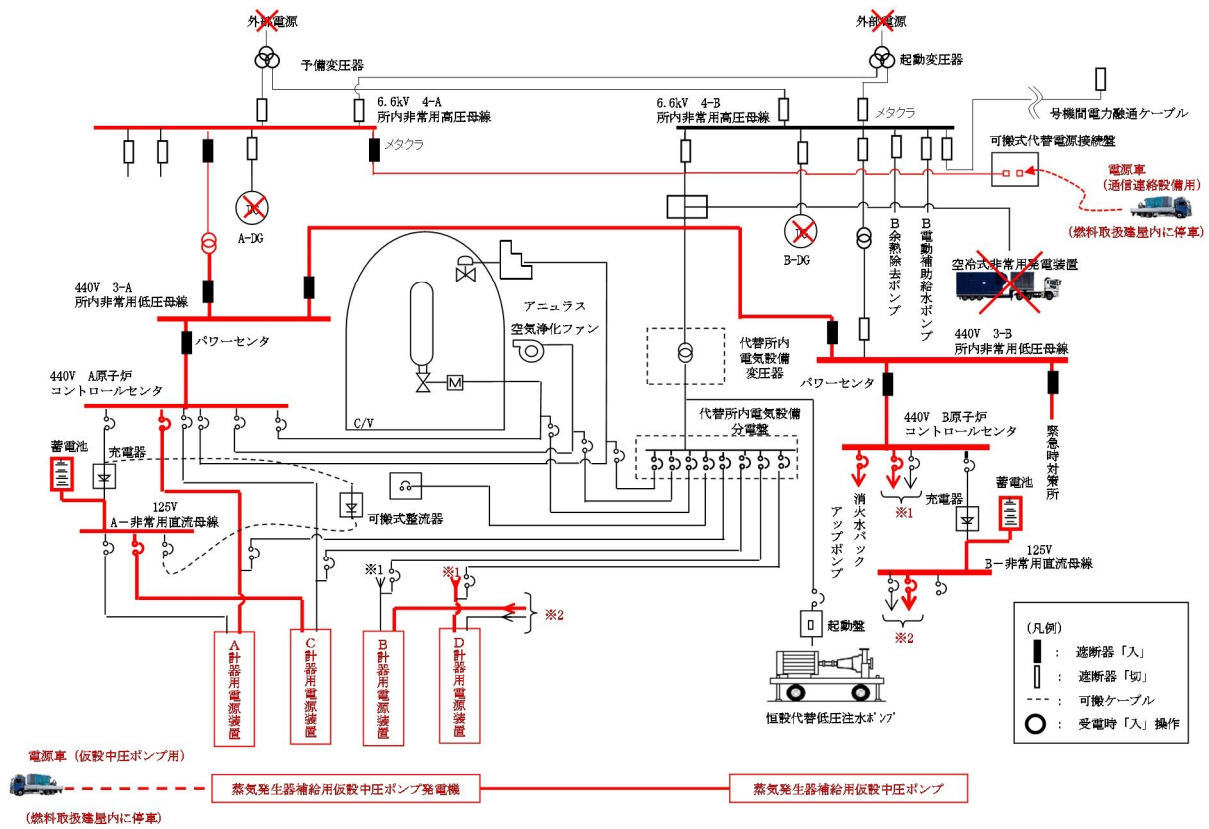 外部電源
外部電源
予備変圧器
起動変圧器
6.6kV 4-A
所内非常用高圧母線
6.6kV 4-B
所内非常用高圧母線
メタクラ
メタクラ
号機間電力融通ケーブル
可搬式代替電源接続盤
電源車
(通信連絡設備用)
(燃料取扱建屋内に停車)
A-DG
B-DG
B余熱除去ポンプ
B電動補助給水ポンプ
空冷式非常用発電装置
440V 3-A
所内非常用低圧母線
パワーセンタ
アニュラス
空気浄化ファン
M
C/V
代替所内
電気設備
変圧器
440V 3-B
所内非常用低圧母線
パワーセンタ
440V A原子炉
コントロールセンタ
代替所内電気設備
分電盤
440V B原子炉
コントロールセンタ
緊急時対策所
蓄電池
充電器
可搬式整流器
125V
A－非常用直流母線
消火水バック
アップポンプ
※1
充電器
蓄電池
125V
B－非常用直流母線
※2
※1
※1
※2
A計器用電源装置
C計器用電源装置
B計器用電源装置
D計器用電源装置
起動盤
恒設代替低圧注水ポンプ
(凡例)
： 遮断器「入」
： 遮断器「切」
： 可搬ケーブル
： 受電時「入」操作
電源車 (仮設中圧ポンプ用)
(燃料取扱建屋内に停車)
蒸気発生器補給用仮設中圧ポンプ発電機
蒸気発生器補給用仮設中圧ポンプ